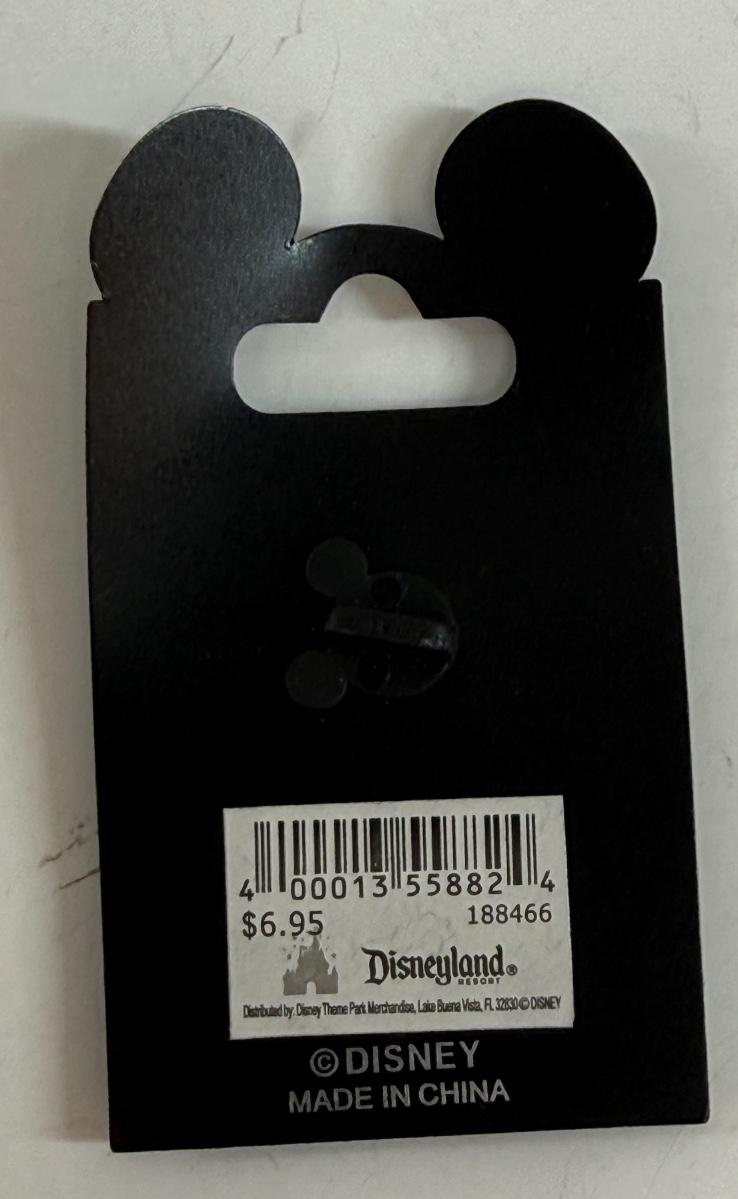 4 00013 55882 4
$6.95 188466
Disneyland®
RESORT
Distributed by: Disney Theme Park Merchandise, Lake Buena Vista, FL 32830 © DISNEY
©DISNEY
MADE IN CHINA